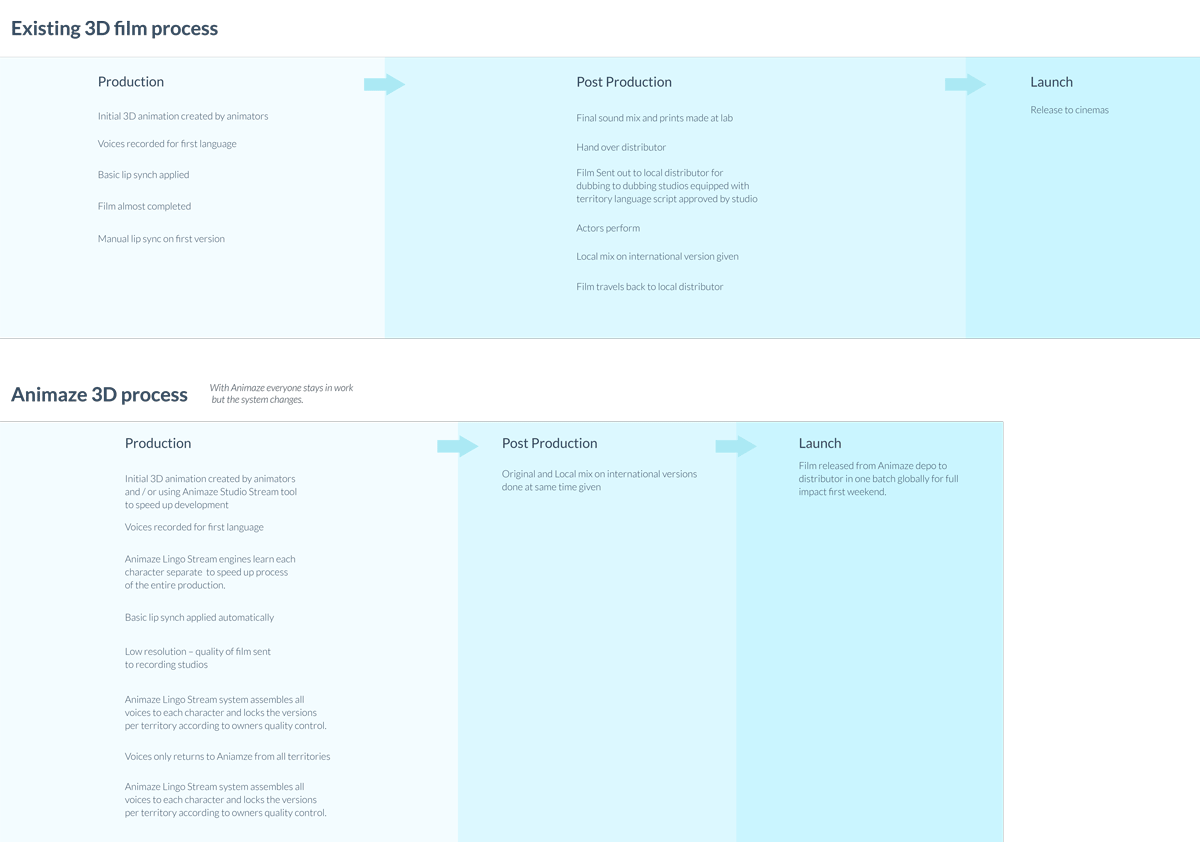 Existing 3D film process
Production
Initial 3D animation created by animators
Voices recorded for first language
Basic lip synch applied
Film almost completed
Manual lip sync on first version
Post Production
Final sound mix and prints made at lab
Hand over distributor
Film Sent out to local distributor for
dubbing to dubbing studios equipped with
territory language script approved by studio
Actors perform
Local mix on international version given
Film travels back to local distributor
Launch
Release to cinemas
Animaze 3D process
With Animaze everyone stays in work
but the system changes.
Production
Initial 3D animation created by animators
and / or using Animaze Studio Stream tool
to speed up development
Voices recorded for first language
Animaze Lingo Stream engines learn each
character separate to speed up process
of the entire production.
Basic lip synch applied automatically
Low resolution – quality of film sent
to recording studios
Animaze Lingo Stream system assembles all
voices to each character and locks the versions
per territory according to owners quality control.
Voices only returns to Aniamze from all territories
Animaze Lingo Stream system assembles all
voices to each character and locks the versions
per territory according to owners quality control.
Post Production
Original and Local mix on international versions
done at same time given
Launch
Film released from Animaze depo to
distributor in one batch globally for full
impact first weekend.